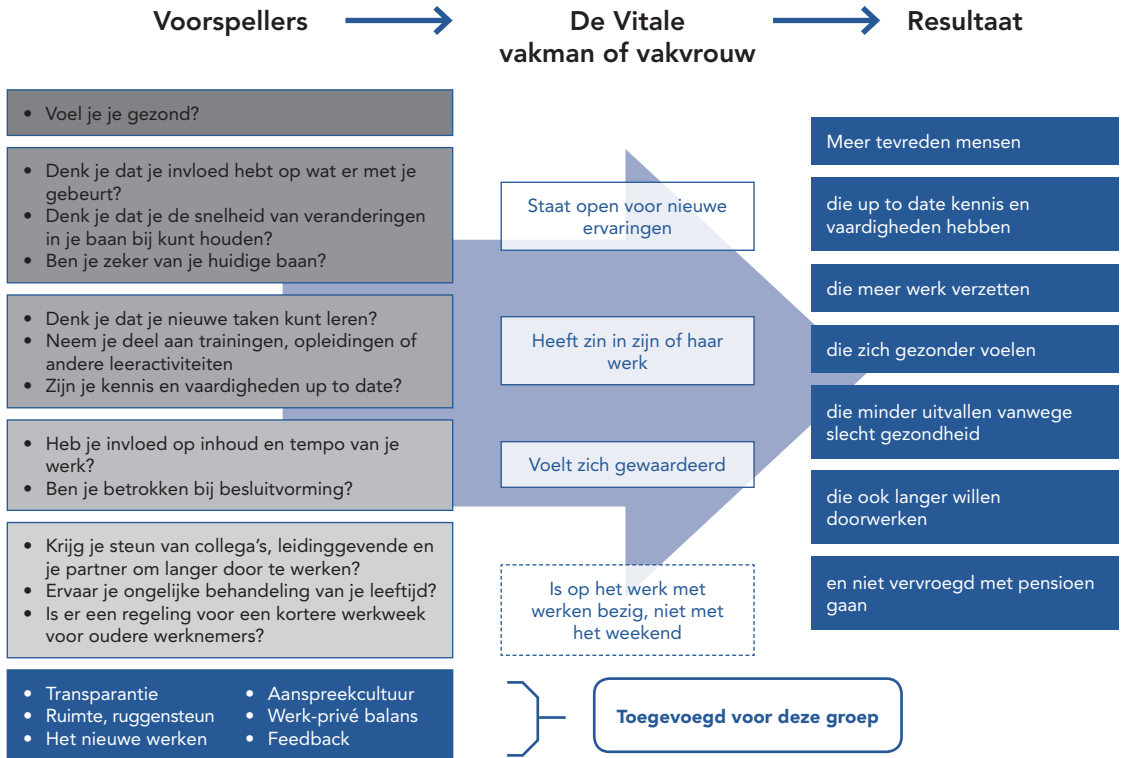 Voorspellers
De Vitale
vakman of vakvrouw
Resultaat
• Voel je je gezond?
• Denk je dat je invloed hebt op wat er met je
gebeurt?
• Denk je dat je de snelheid van veranderingen
in je baan bij kunt houden?
• Ben je zeker van je huidige baan?
• Denk je dat je nieuwe taken kunt leren?
• Neem je deel aan trainingen, opleidingen of
andere leeractiviteiten
• Zijn je kennis en vaardigheden up to date?
• Heb je invloed op inhoud en tempo van je
werk?
• Ben je betrokken bij besluitvorming?
• Krijg je steun van collega's, leidinggevende en
je partner om langer door te werken?
• Ervaar je ongelijke behandeling van je leeftijd?
• Is er een regeling voor een kortere werkweek
voor oudere werknemers?
• Transparantie
• Ruimte, ruggensteun
• Het nieuwe werken
• Aanspreekcultuur
• Werk-privé balans
• Feedback
Staat open voor nieuwe
ervaringen
Heeft zin in zijn of haar
werk
Voelt zich gewaardeerd
Is op het werk met
werken bezig, niet met
het weekend
Toegevoegd voor deze groep
Meer tevreden mensen
die up to date kennis en
vaardigheden hebben
die meer werk verzetten
die zich gezonder voelen
die minder uitvallen vanwege
slecht gezondheid
die ook langer willen
doorwerken
en niet vervroegd met pensioen
gaan